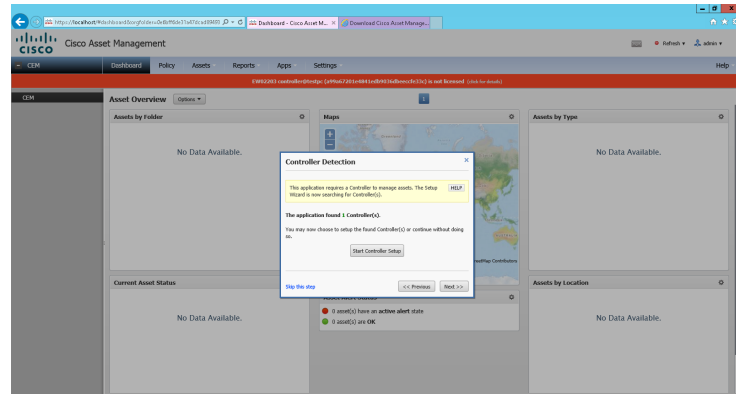 Dashboard - Cisco Asset M...
Download Cisco Asset Manage...
CISCO
Cisco Asset Management
Refresh
admin
CEM
Dashboard
Policy
Assets
Reports
Apps
Settings
Help
is not licensed (click for details)
CEM
Asset Overview
Options
1
Assets by Folder
Maps
Assets by Type
No Data Available.
No Data Available.
Controller Detection
This application requires a Controller to manage assets. The Setup
Wizard is now searching for Controller(s).
HELP
The application found 1 Controller(s).
You may now choose to setup the found Controller(s) or continue without doing
so.
Start Controller Setup
Skip this step
<< Previous
Next >>
Current Asset Status
Assets by Location
No Data Available.
0 asset(s) have an active alert state
0 asset(s) are OK
No Data Available.